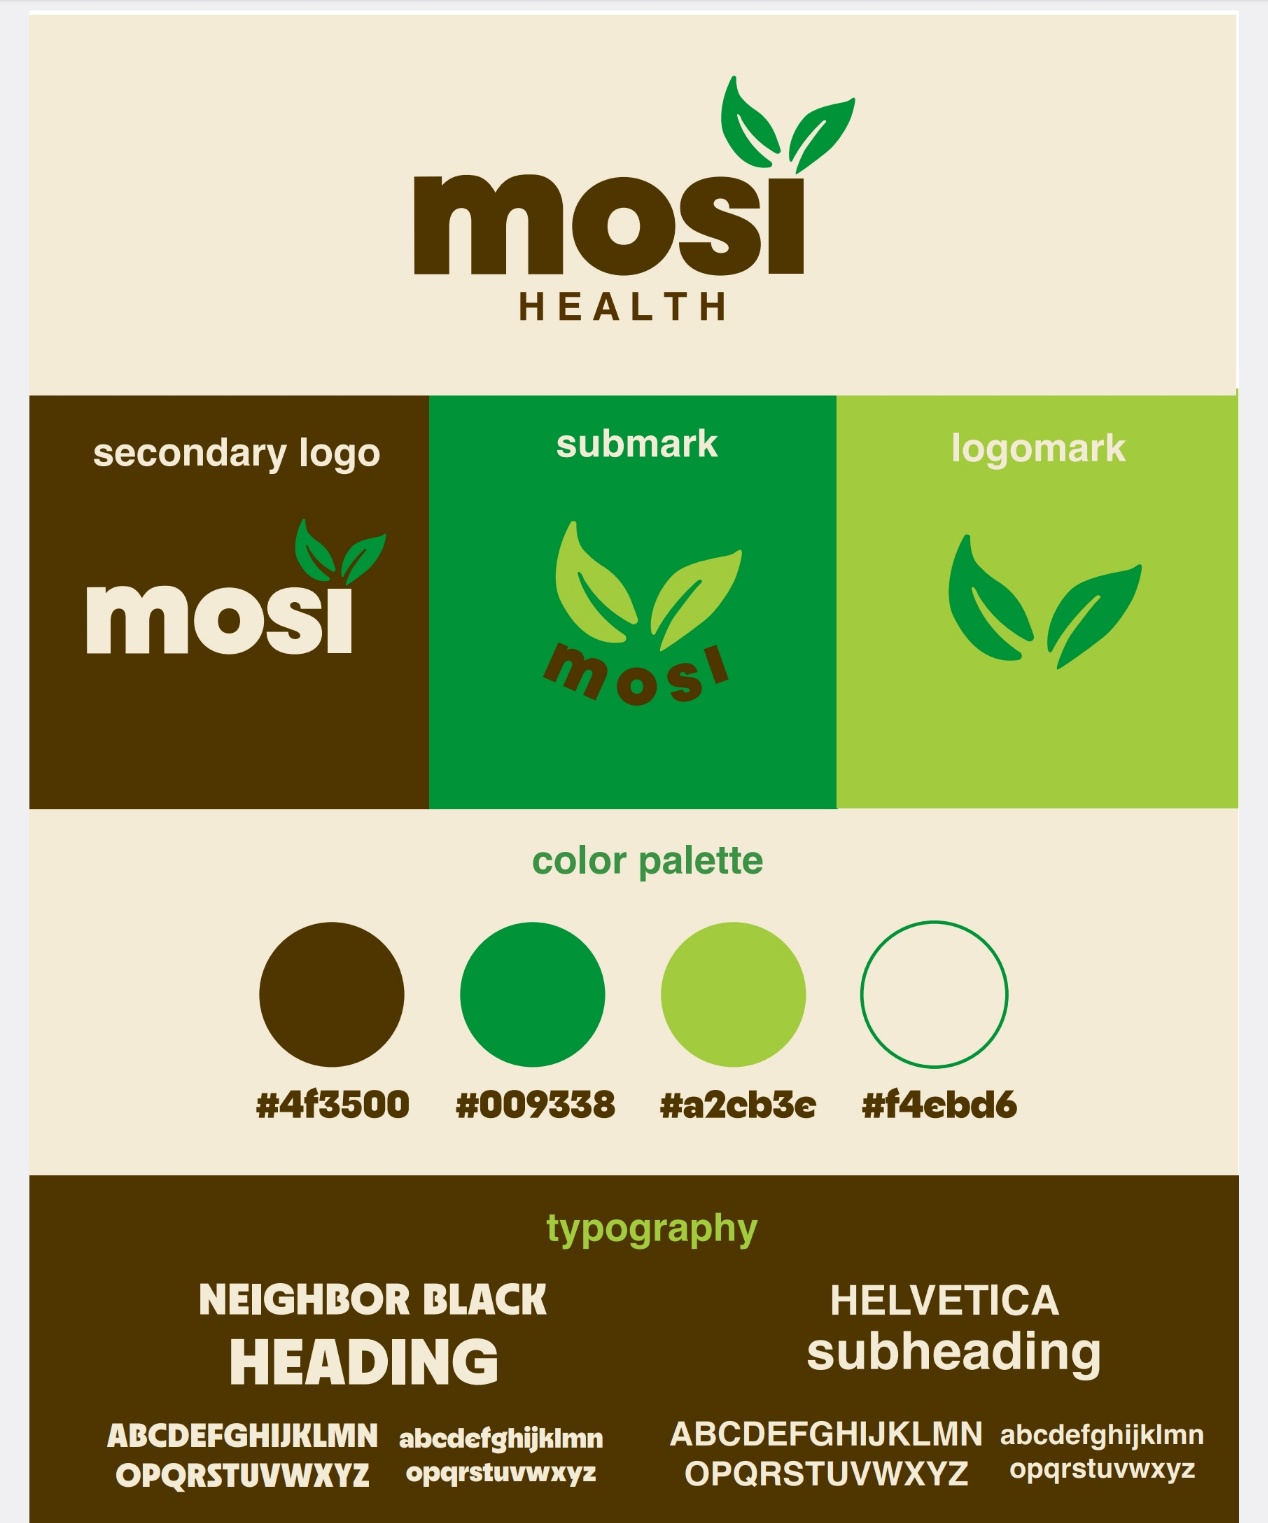 mosi
HEALTH
secondary logo
submark
logomark
mosi
mosi
color palette
#4f3500
#009338
#a2cb3e
#f4ebd6
typography
NEIGHBOR BLACK
HEADING
ABCDEFGHIJKLMN
OPQRSTUVWXYZ
abcdefghijklmn
opqrstuvwxyz
HELVETICA
subheading
ABCDEFGHIJKLMN
OPQRSTUVWXYZ
abcdefghijklmn
opqrstuvwxyz